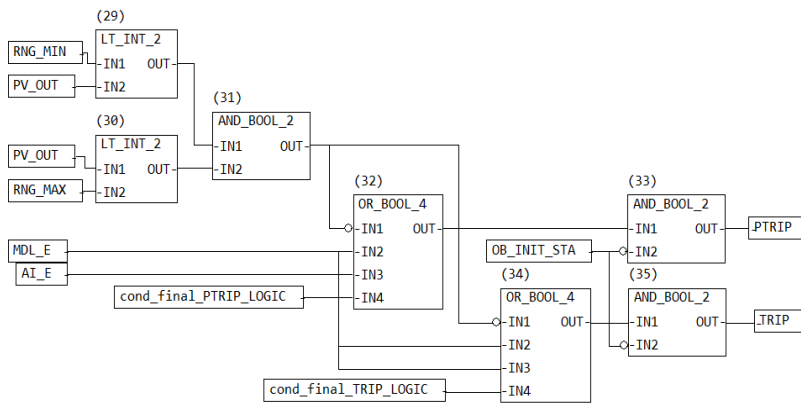 (29)
LT_INT_2
RNG_MIN
-IN1 OUT-
PV_OUT
-IN2
(31)
AND_BOOL_2
(30)
LT_INT_2
-IN1 OUT-
PV_OUT
-IN1 OUT-
-IN2
RNG_MAX
-IN2
(32)
OR_BOOL_4
(33)
AND_BOOL_2
-IN1 OUT-
-IN1 OUT-
PTRIP
MDL_E
-IN2
OB_INIT_STA
-IN2
AI_E
-IN3
(34)
(35)
cond_final_PTRIP_LOGIC
-IN4
OR_BOOL_4
AND_BOOL_2
-IN1 OUT-
-IN1 OUT-
TRIP
-IN2
-IN2
-IN3
cond_final_TRIP_LOGIC
-IN4